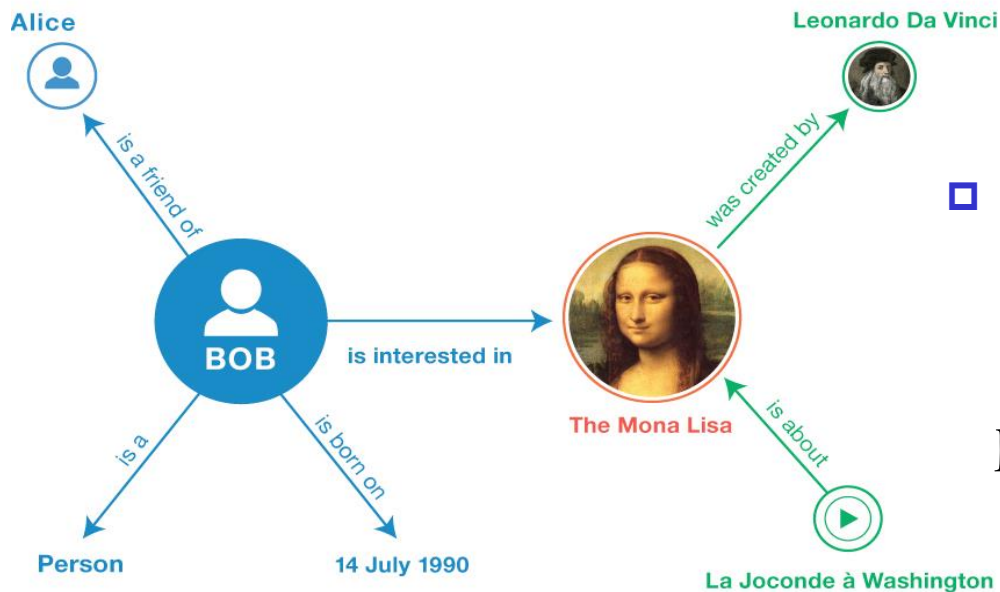 Alice
Leonardo Da Vinci
is a friend of
was created by
BOB
is interested in
The Mona Lisa
is a
is born on
is about
Person
14 July 1990
La Joconde à Washington